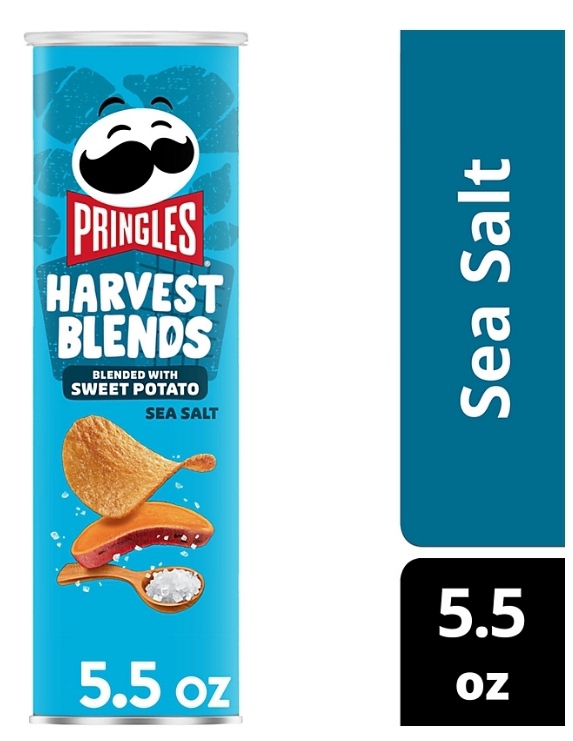 PRINGLES
®
HARVEST
BLENDS
BLENDED WITH
SWEET POTATO
SEA SALT
5.5 oz
Sea Salt
5.5
oz